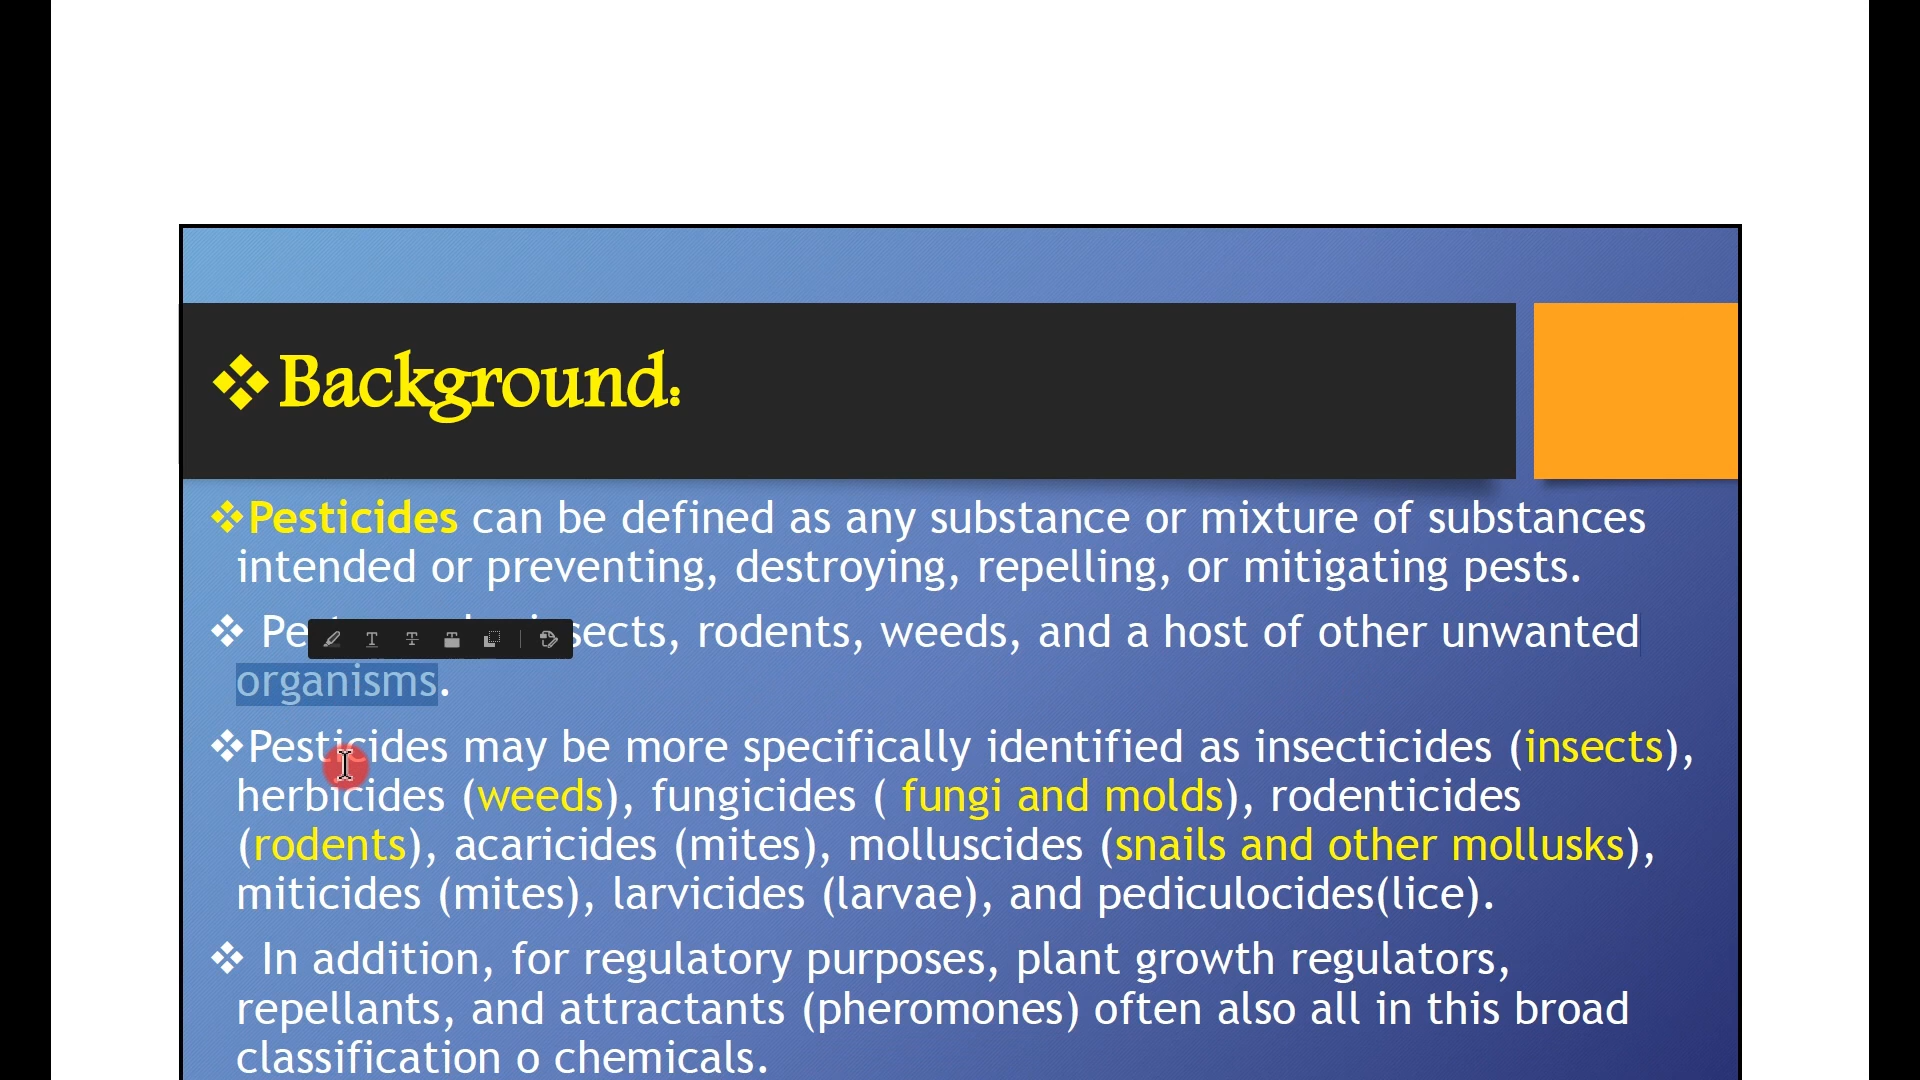 ❖Background:
❖Pesticides can be defined as any substance or mixture of substances
intended or preventing, destroying, repelling, or mitigating pests.
❖ rodents, weeds, and a host of other unwanted
organisms.
❖Pesticides may be more specifically identified as insecticides (insects),
herbicides (weeds), fungicides ( fungi and molds), rodenticides
(rodents), acaricides (mites), molluscides (snails and other mollusks),
miticides (mites), larvicides (larvae), and pediculocides(lice).
❖ In addition, for regulatory purposes, plant growth regulators,
repellants, and attractants (pheromones) often also all in this broad
classification o chemicals.